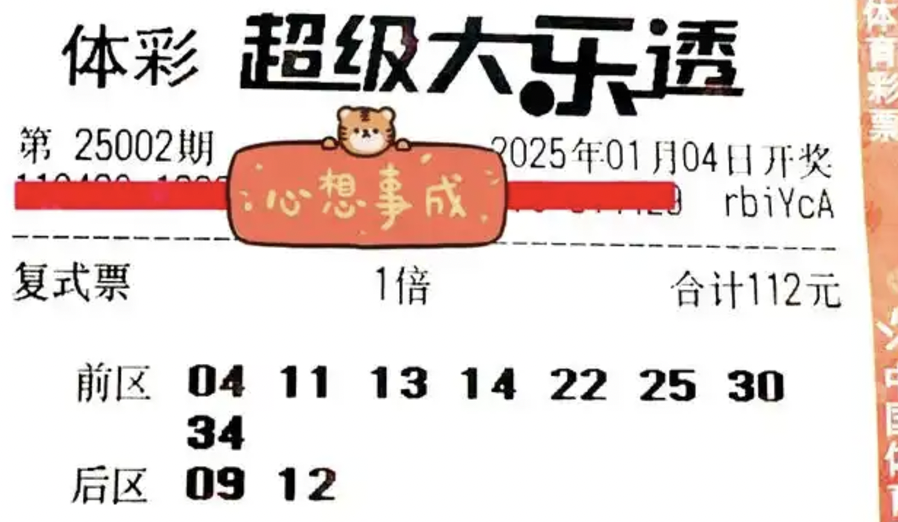 体彩 超级大乐透
第 25002期 2025年01月04日开奖
心想事成
rbiYcA
复式票 1倍 合计112元
前区 04 11 13 14 22 25 30
34
后区 09 12
体育彩票
中国体